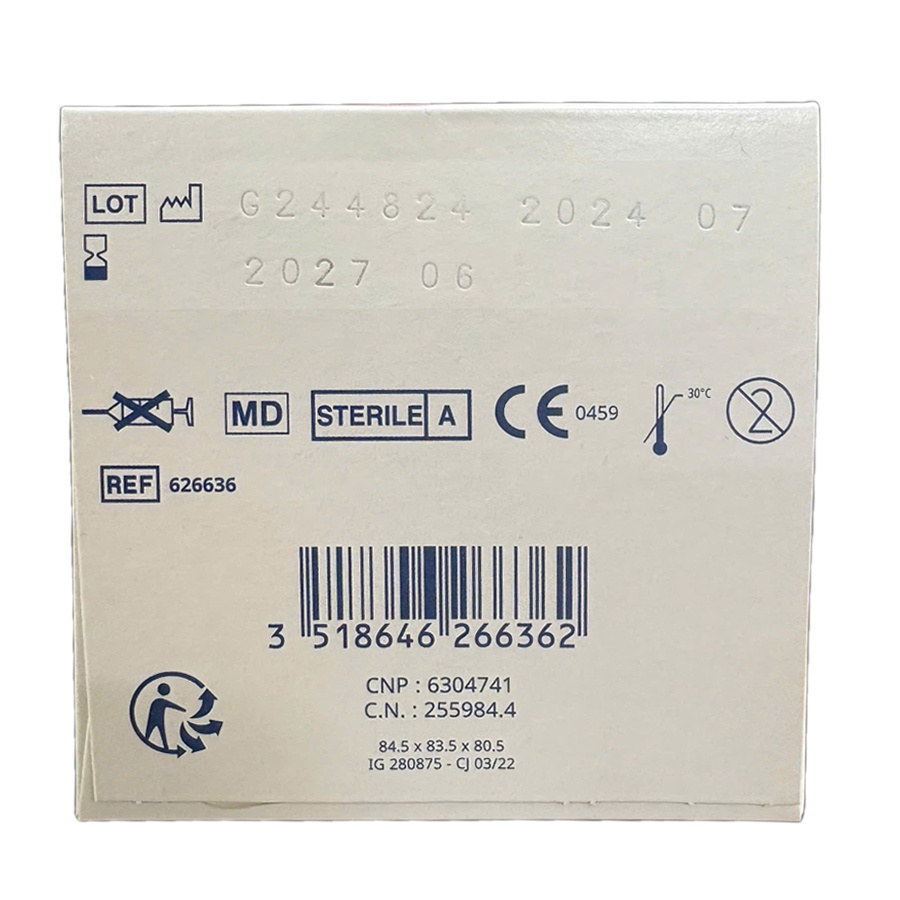 LOT G244824 2024 07
2027 06
MD STERILE A CE 0459 30°C 2
REF 626636
3 518646 266362
CNP : 6304741
C.N. : 255984.4
84.5 x 83.5 x 80.5
IG 280875 - CJ 03/22